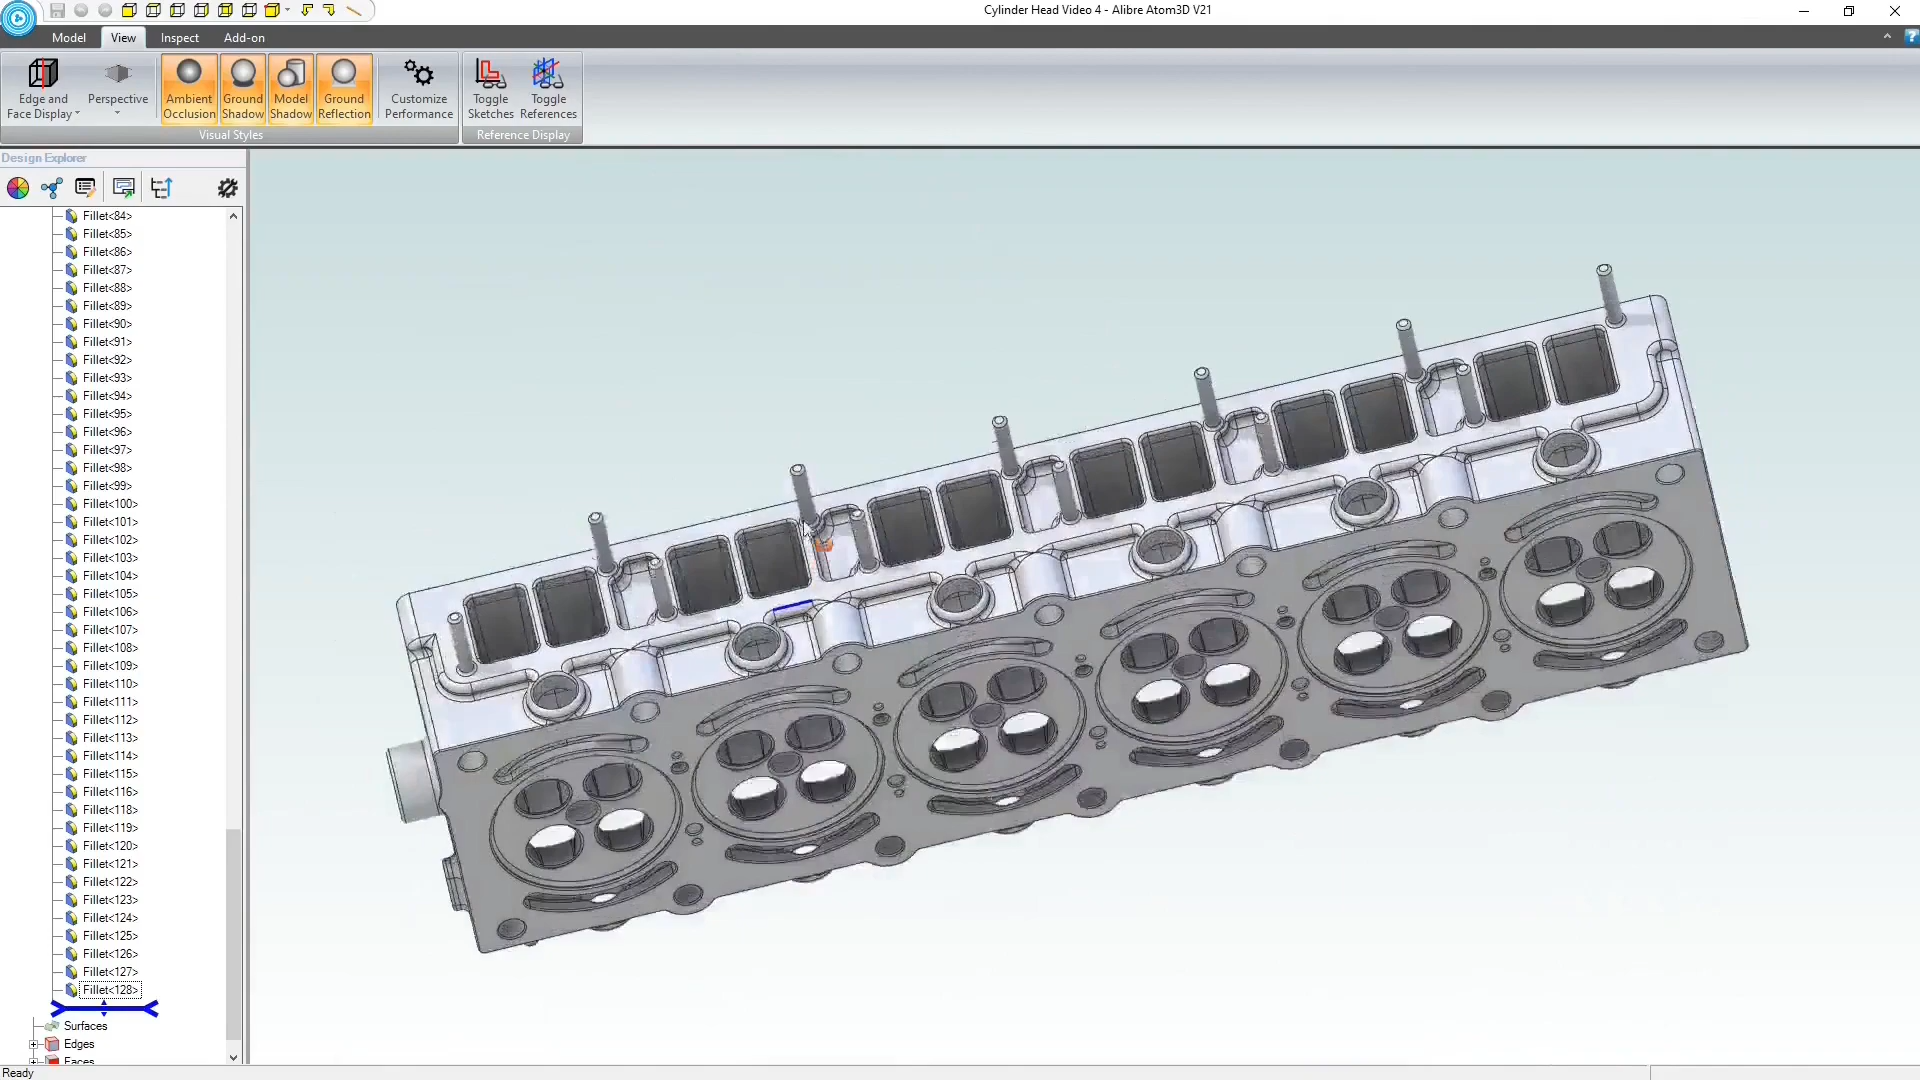 Cylinder Head Video 4 - Alibre Atom3D V21
Model View Inspect Add-on
Edge and Face Display
Perspective
Ambient Occlusion
Ground Shadow
Model Shadow
Ground Reflection
Customize Performance
Toggle Sketches
Toggle References
Visual Styles
Reference Display
Design Explorer
Fillet<84>
Fillet<85>
Fillet<86>
Fillet<87>
Fillet<88>
Fillet<89>
Fillet<90>
Fillet<91>
Fillet<92>
Fillet<93>
Fillet<94>
Fillet<95>
Fillet<96>
Fillet<97>
Fillet<98>
Fillet<99>
Fillet<100>
Fillet<101>
Fillet<102>
Fillet<103>
Fillet<104>
Fillet<105>
Fillet<106>
Fillet<107>
Fillet<108>
Fillet<109>
Fillet<110>
Fillet<111>
Fillet<112>
Fillet<113>
Fillet<114>
Fillet<115>
Fillet<116>
Fillet<118>
Fillet<119>
Fillet<120>
Fillet<121>
Fillet<122>
Fillet<123>
Fillet<124>
Fillet<125>
Fillet<126>
Fillet<127>
Fillet<128>
Surfaces
Edges
Faces
Ready